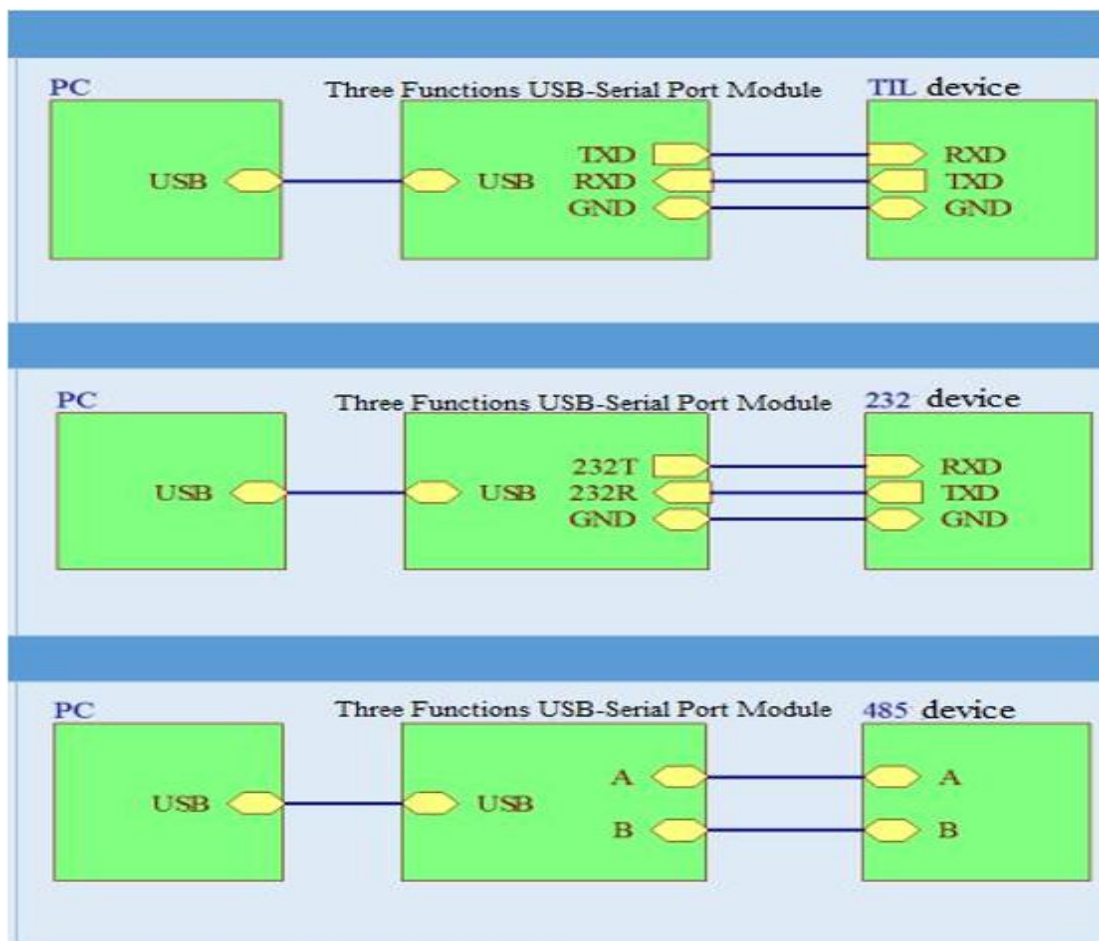 PC Three Functions USB-Serial Port Module TIL device
TXD RXD
USB USB RXD TXD
GND GND
PC Three Functions USB-Serial Port Module 232 device
232T RXD
USB USB 232R TXD
GND GND
PC Three Functions USB-Serial Port Module 485 device
A A
USB USB
B B